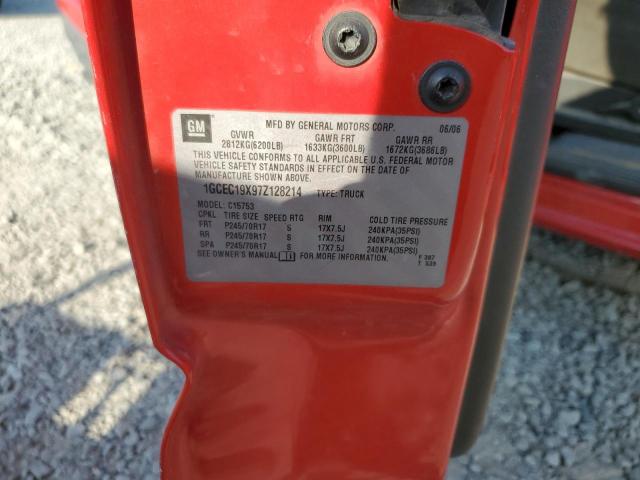 GM MFD BY GENERAL MOTORS CORP. 06/06
GVWR GAWR FRT GAWR RR
2812KG(6200LB) 1633KG(3600LB) 1672KG(3686LB)
THIS VEHICLE CONFORMS TO ALL APPLICABLE U.S. FEDERAL MOTOR
VEHICLE SAFETY STANDARDS IN EFFECT ON THE DATE OF
MANUFACTURE SHOWN ABOVE.
1GCEC19X97Z128214 TYPE: TRUCK
MODEL: C15753
CPKL TIRE SIZE SPEED RTG RIM COLD TIRE PRESSURE
FRT P245/70R17 S 17X7.5J 240KPA(35PSI)
RR P245/70R17 S 17X7.5J 240KPA(35PSI)
SPA P245/70R17 S 17X7.5J 240KPA(35PSI)
SEE OWNER'S MANUAL FOR MORE INFORMATION.
F 387
T 539